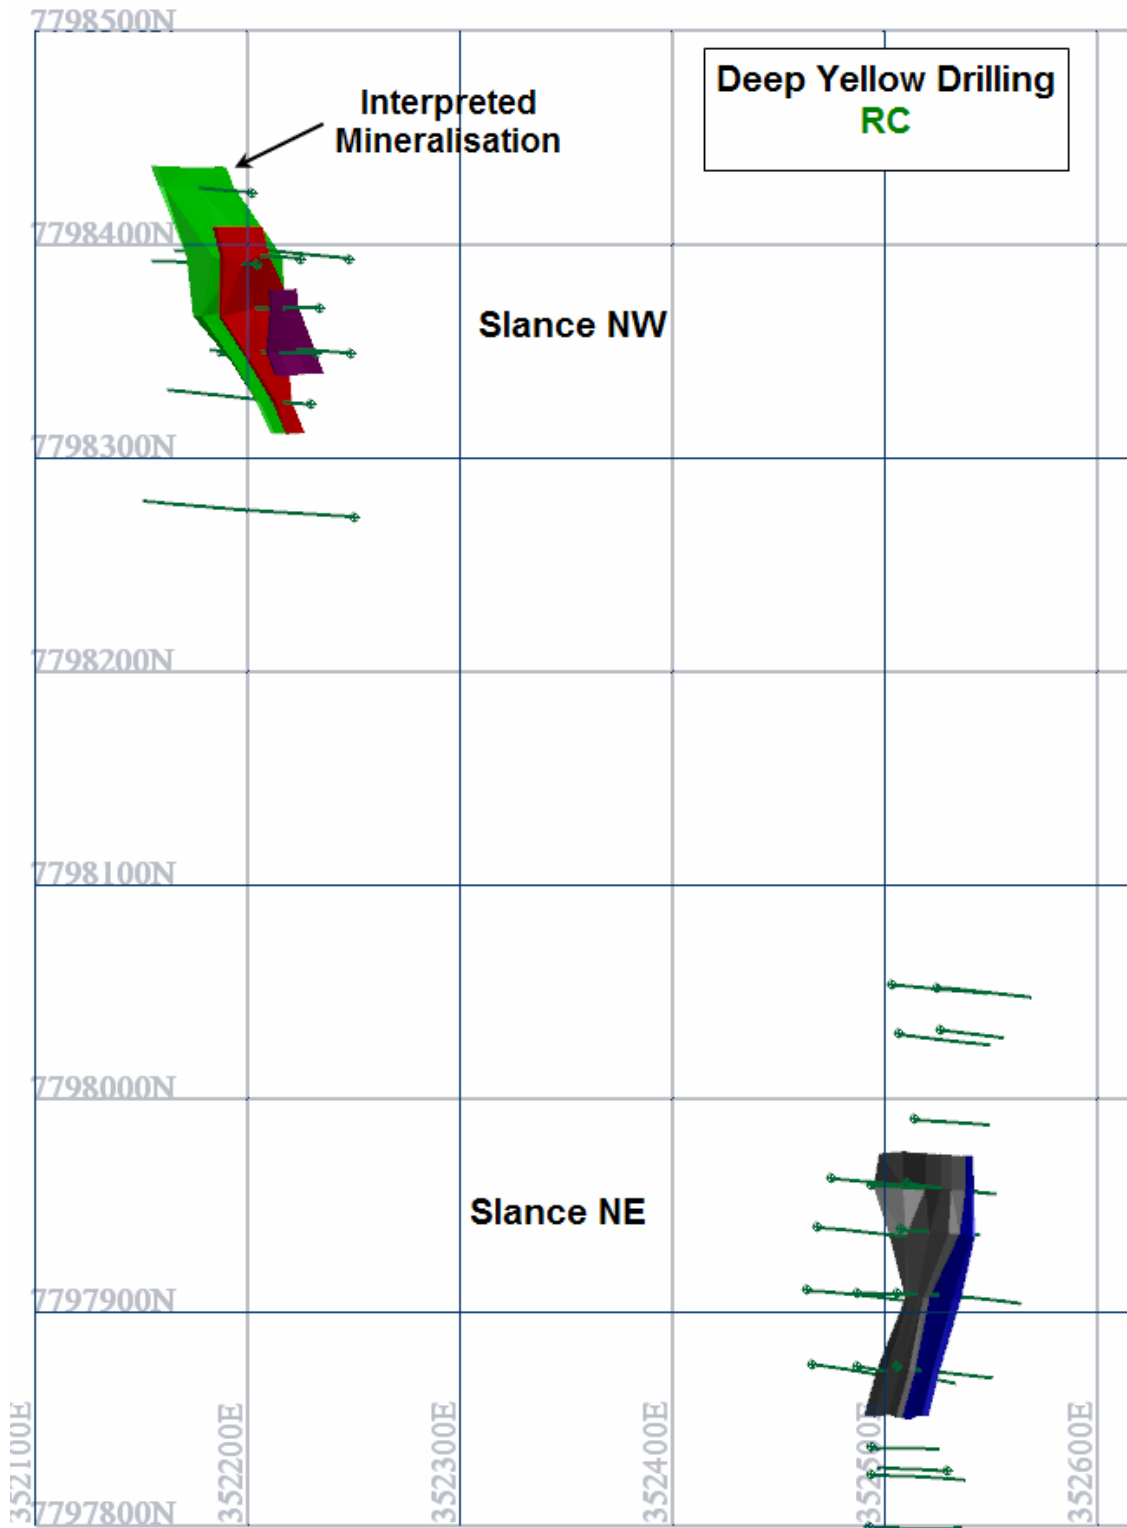 7798500N
Deep Yellow Drilling
RC
Interpreted
Mineralisation
7798400N
Slance NW
7798300N
7798200N
7798100N
7798000N
Slance NE
7797900N
7797800N
352100E
352200E
352300E
352400E
352500E
352600E